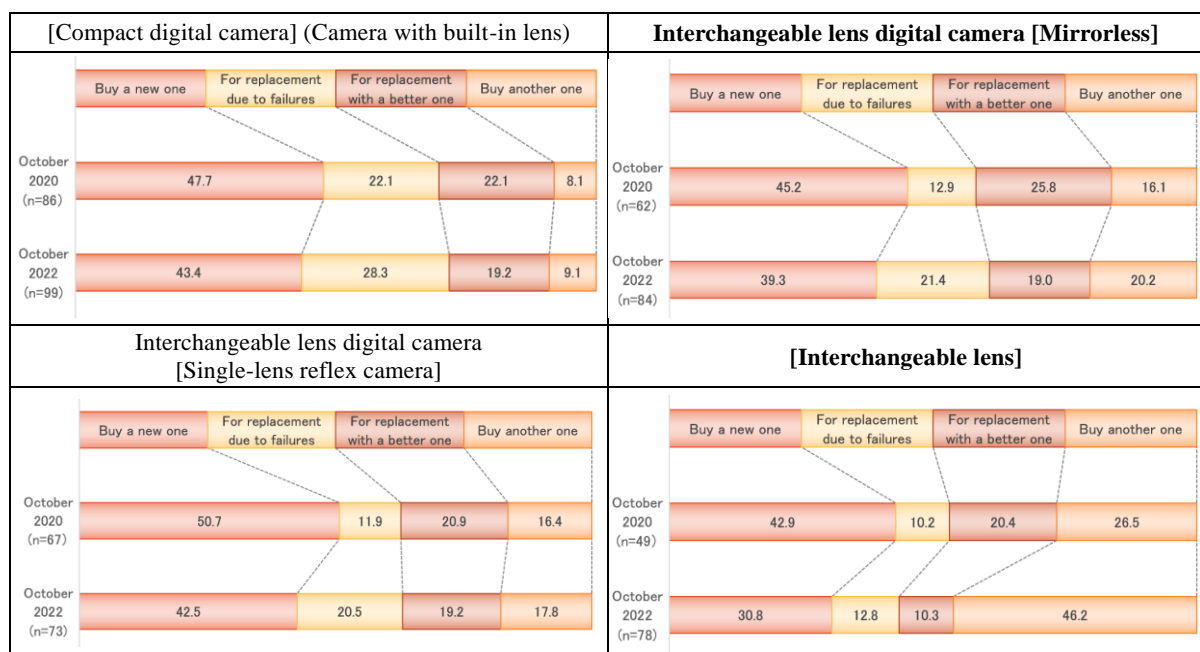 [Compact digital camera] (Camera with built-in lens)
Buy a new one
For replacement
due to failures
For replacement
with a better one
Buy another one
October
2020
(n=86)
47.7
22.1
22.1
8.1
October
2022
(n=99)
43.4
28.3
19.2
9.1
Interchangeable lens digital camera [Mirrorless]
Buy a new one
For replacement
due to failures
For replacement
with a better one
Buy another one
October
2020
(n=62)
45.2
12.9
25.8
16.1
October
2022
(n=84)
39.3
21.4
19.0
20.2
Interchangeable lens digital camera
[Single-lens reflex camera]
Buy a new one
For replacement
due to failures
For replacement
with a better one
Buy another one
October
2020
(n=67)
50.7
11.9
20.9
16.4
October
2022
(n=73)
42.5
20.5
19.2
17.8
[Interchangeable lens]
Buy a new one
For replacement
due to failures
For replacement
with a better one
Buy another one
October
2020
(n=49)
42.9
10.2
20.4
26.5
October
2022
(n=78)
30.8
12.8
10.3
46.2